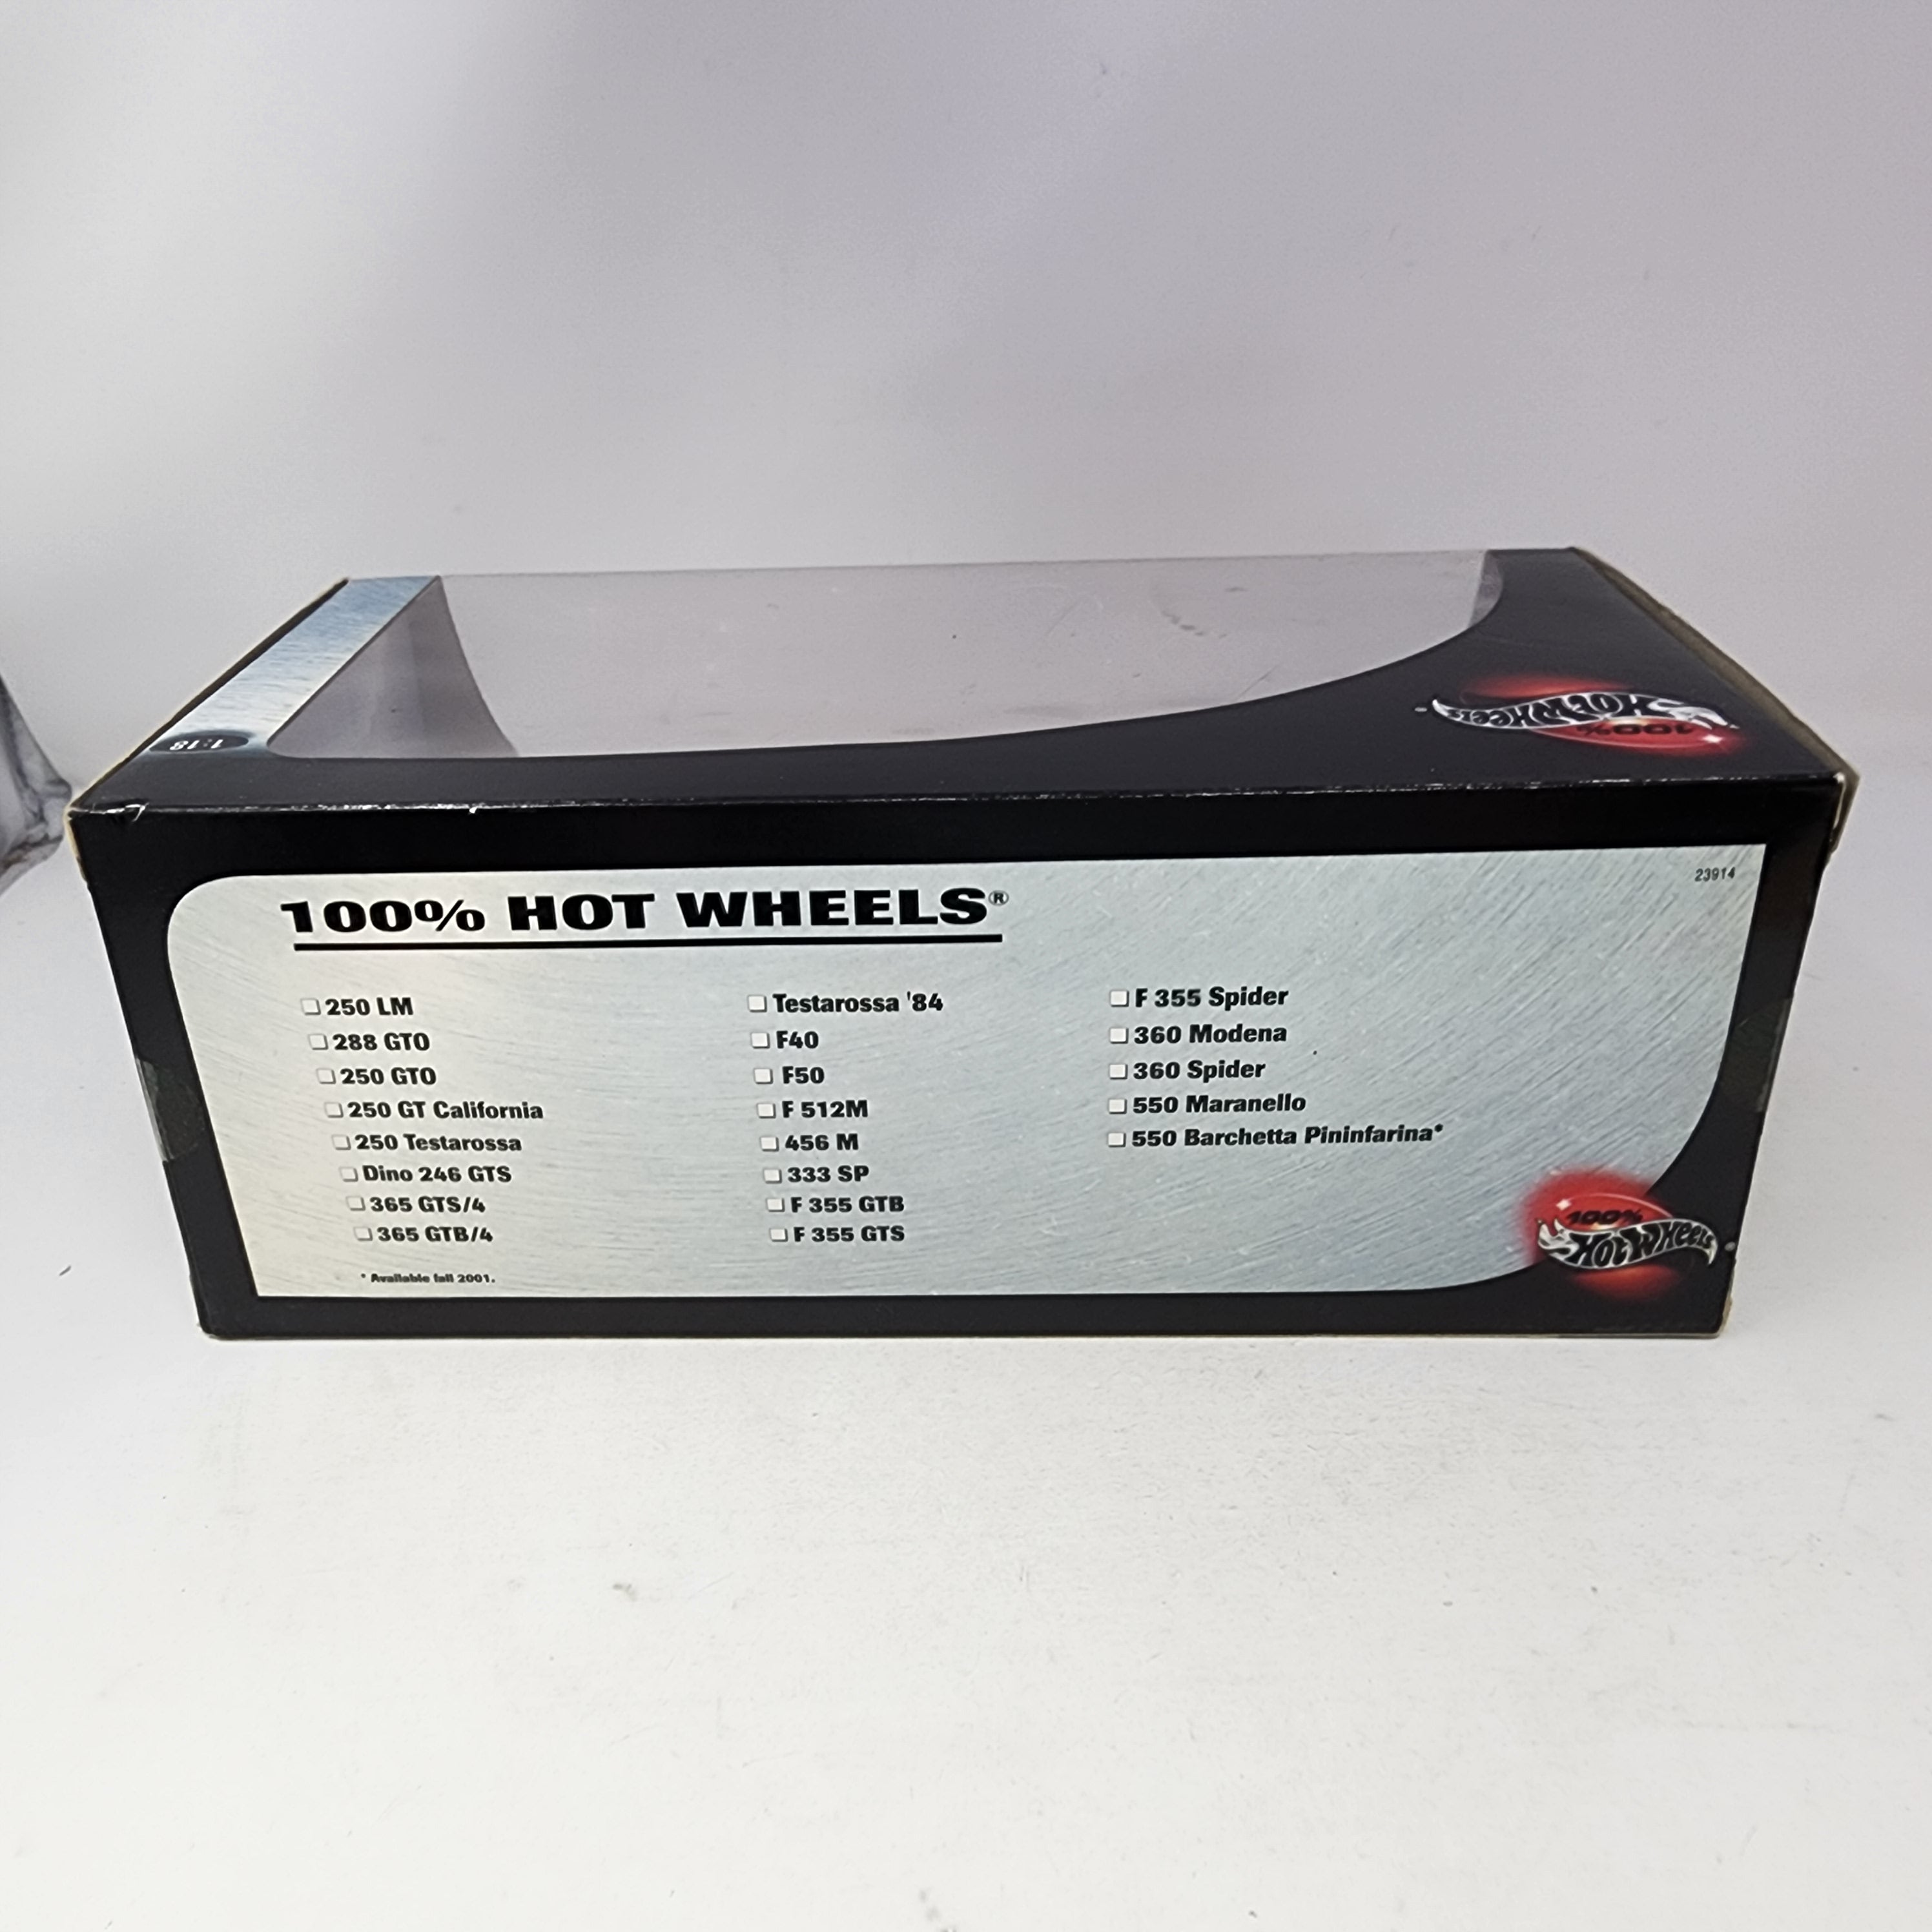 1:18
100%
Hot Wheels
23914
100% HOT WHEELS®
250 LM
288 GTO
250 GTO
250 GT California
250 Testarossa
Dino 246 GTS
365 GTS/4
365 GTB/4
* Available fall 2001.
Testarossa '84
F40
F50
F 512M
456 M
333 SP
F 355 GTB
F 355 GTS
F 355 Spider
360 Modena
360 Spider
550 Maranello
550 Barchetta Pininfarina*
100%
Hot Wheels